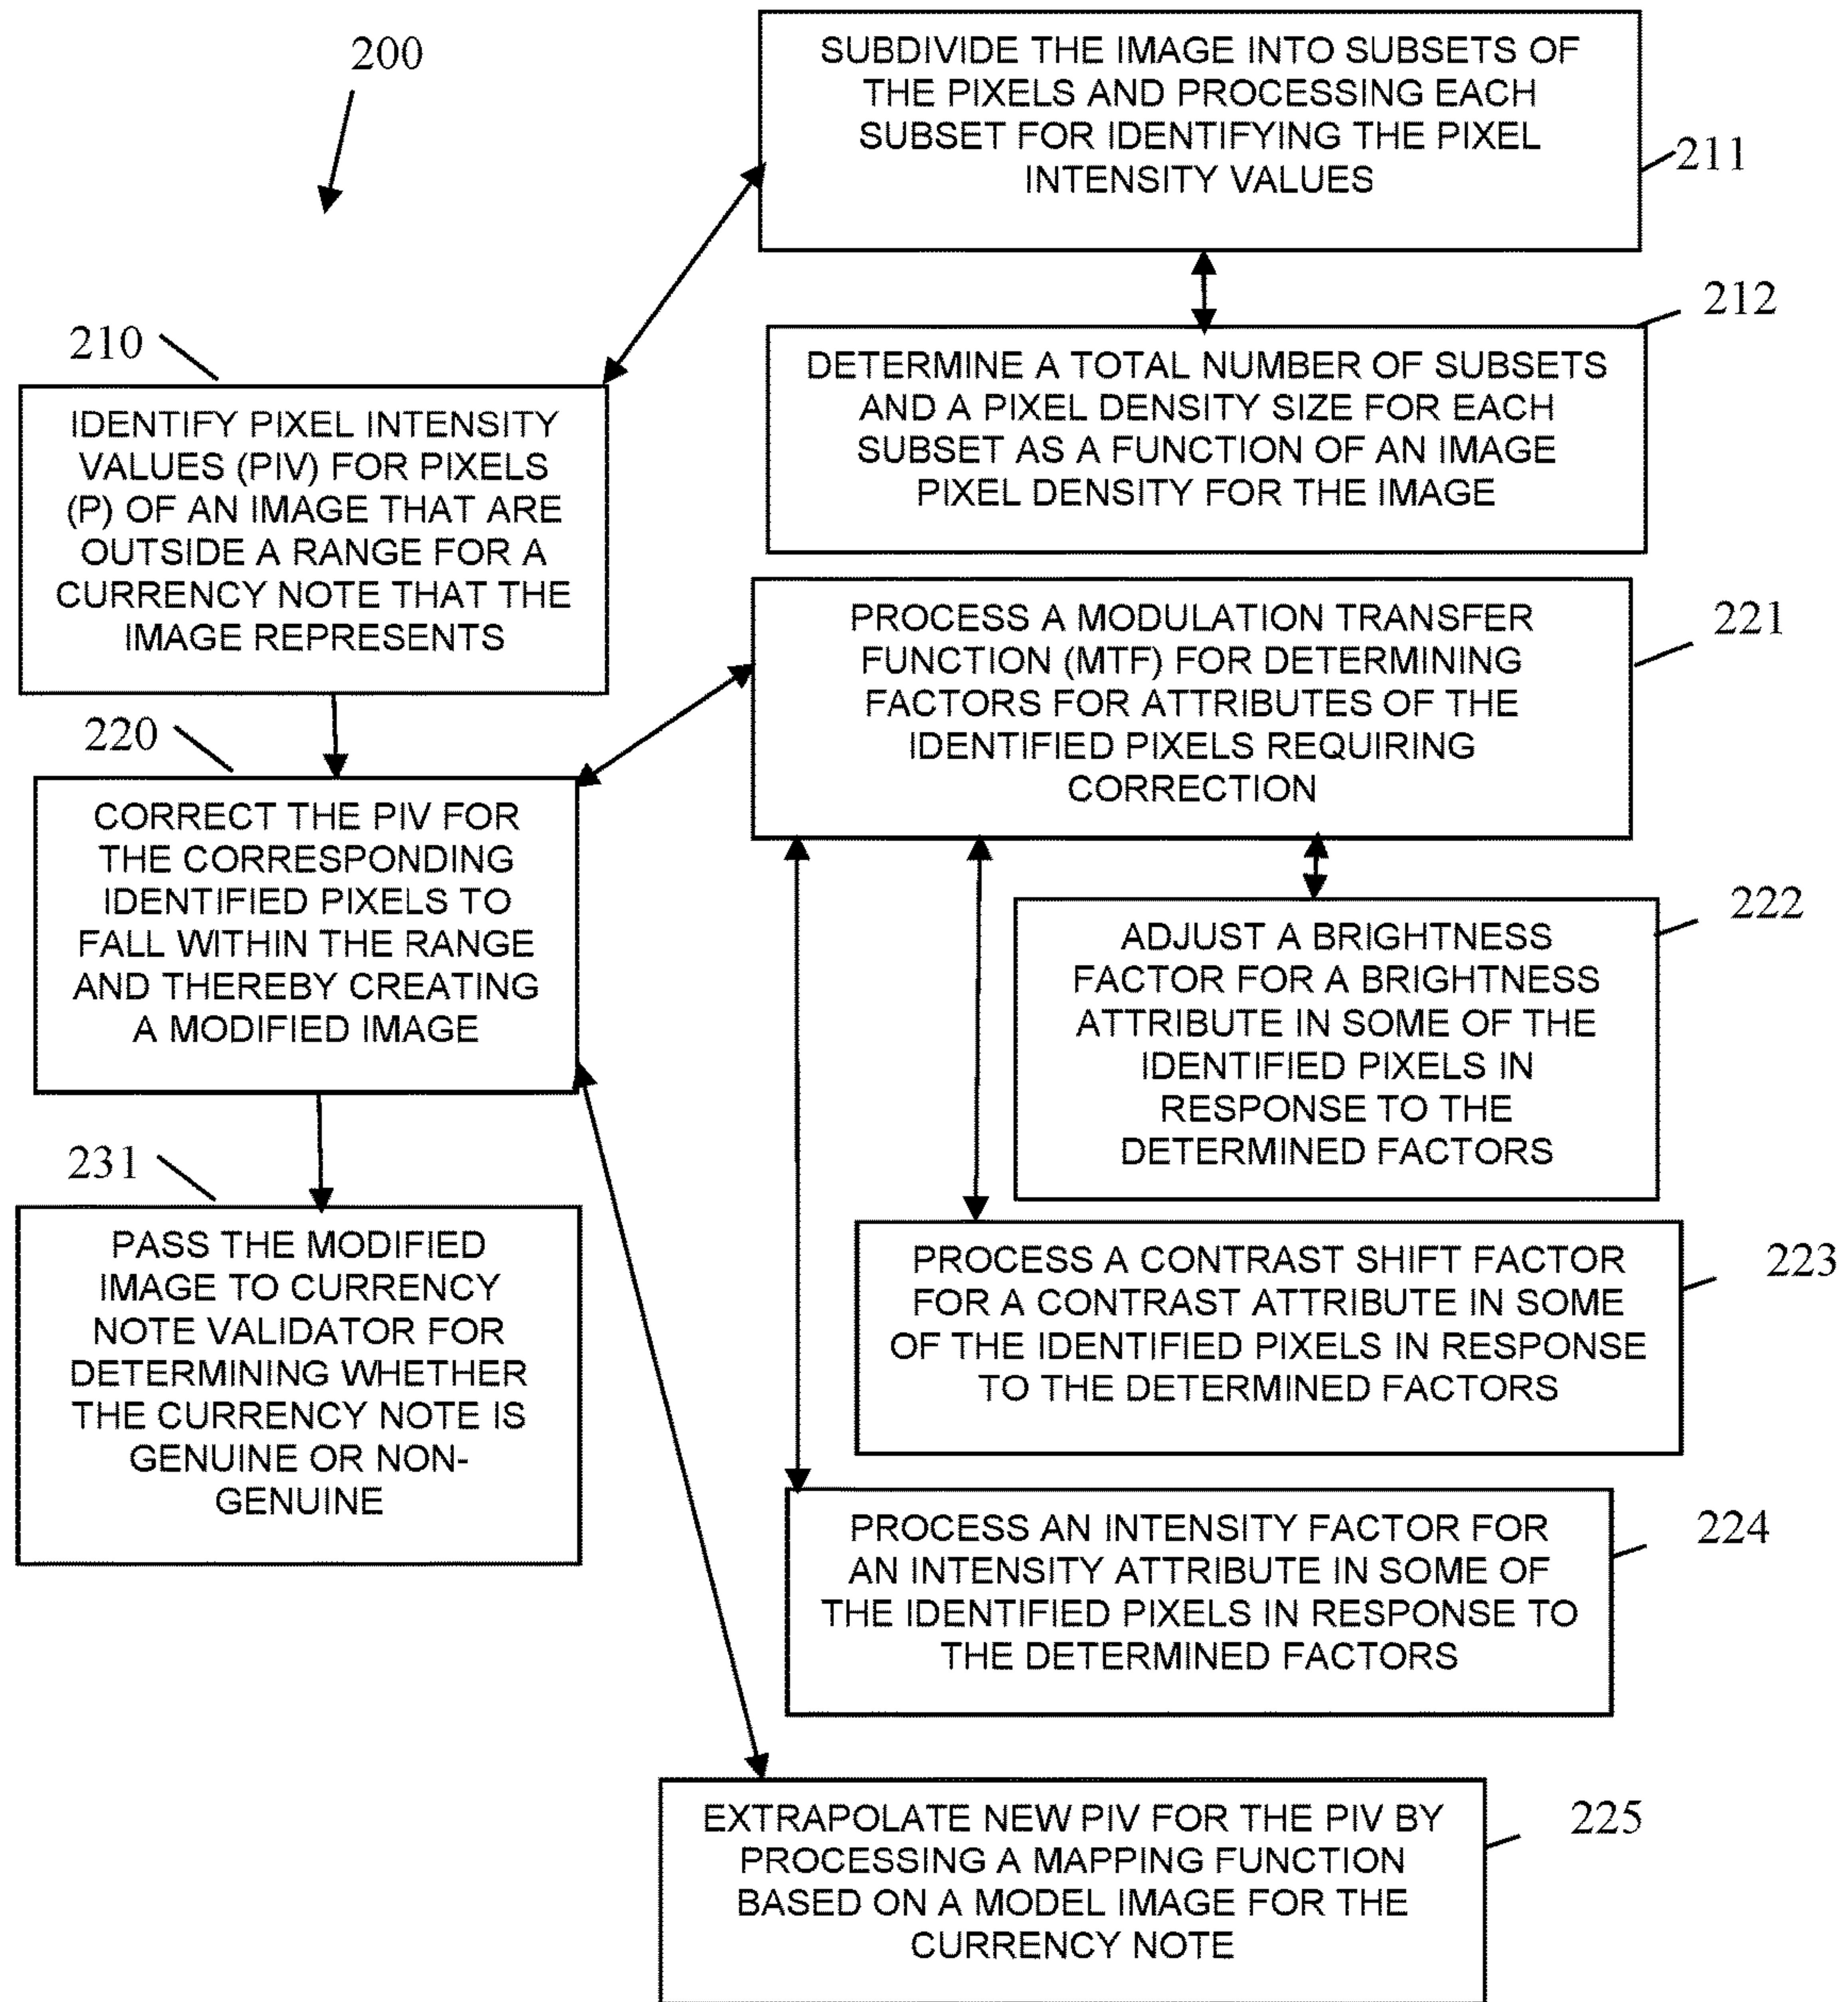 200
SUBDIVIDE THE IMAGE INTO SUBSETS OF
THE PIXELS AND PROCESSING EACH
SUBSET FOR IDENTIFYING THE PIXEL
INTENSITY VALUES
211
212
DETERMINE A TOTAL NUMBER OF SUBSETS
AND A PIXEL DENSITY SIZE FOR EACH
SUBSET AS A FUNCTION OF AN IMAGE
PIXEL DENSITY FOR THE IMAGE
210
IDENTIFY PIXEL INTENSITY
VALUES (PIV) FOR PIXELS
(P) OF AN IMAGE THAT ARE
OUTSIDE A RANGE FOR A
CURRENCY NOTE THAT THE
IMAGE REPRESENTS
221
PROCESS A MODULATION TRANSFER
FUNCTION (MTF) FOR DETERMINING
FACTORS FOR ATTRIBUTES OF THE
IDENTIFIED PIXELS REQUIRING
CORRECTION
220
CORRECT THE PIV FOR
THE CORRESPONDING
IDENTIFIED PIXELS TO
FALL WITHIN THE RANGE
AND THEREBY CREATING
A MODIFIED IMAGE
222
ADJUST A BRIGHTNESS
FACTOR FOR A BRIGHTNESS
ATTRIBUTE IN SOME OF THE
IDENTIFIED PIXELS IN
RESPONSE TO THE
DETERMINED FACTORS
231
PASS THE MODIFIED
IMAGE TO CURRENCY
NOTE VALIDATOR FOR
DETERMINING WHETHER
THE CURRENCY NOTE IS
GENUINE OR NON-
GENUINE
223
PROCESS A CONTRAST SHIFT FACTOR
FOR A CONTRAST ATTRIBUTE IN SOME
OF THE IDENTIFIED PIXELS IN RESPONSE
TO THE DETERMINED FACTORS
224
PROCESS AN INTENSITY FACTOR FOR
AN INTENSITY ATTRIBUTE IN SOME OF
THE IDENTIFIED PIXELS IN RESPONSE TO
THE DETERMINED FACTORS
225
EXTRAPOLATE NEW PIV FOR THE PIV BY
PROCESSING A MAPPING FUNCTION
BASED ON A MODEL IMAGE FOR THE
CURRENCY NOTE